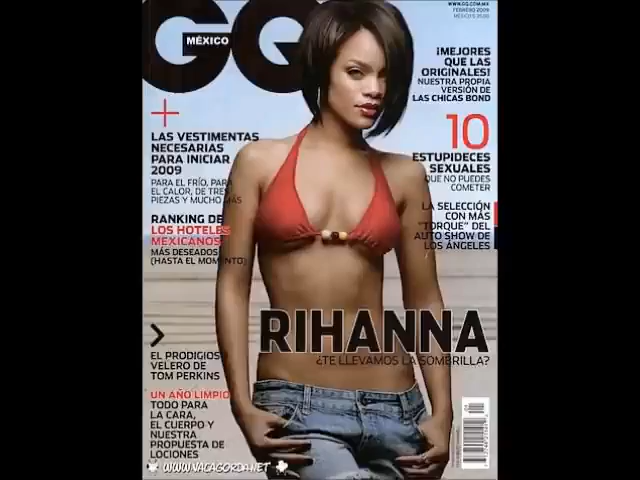 GQ
MÉXICO
WWW.GQ.COM.MX
FEBRERO 2009
¡MEJORES
QUE LAS
ORIGINALES!
NUESTRA PROPIA
VERSIÓN DE
LAS CHICAS BOND
10
ESTUPIDECES
SEXUALES
QUE NO PUEDES
COMETER
LA SELECCIÓN
CON MÁS
"TORQUE" DEL
AUTO SHOW DE
LOS ÁNGELES
+
LAS VESTIMENTAS
NECESARIAS
PARA INICIAR
2009
PARA EL FRÍO, PARA
EL CALOR, DE TRES
PIEZAS Y MUCHO MÁS
RANKING DE
LOS HOTELES
MEXICANOS
MÁS DESEADOS
(HASTA EL MOMENTO)
RIHANNA
¿TE LLEVAMOS LA SOMBRILLA?
EL PRODIGIOSO
VELERO DE
TOM PERKINS
UN AÑO LIMPIO
TODO PARA
LA CARA,
EL CUERPO Y
NUESTRA
PROPUESTA DE
LOCIONES
WWW.VACAGORDA.NET